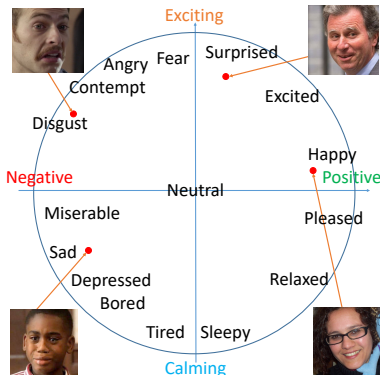 Exciting
Surprised
Fear
Angry
Contempt
Excited
Disgust
Happy
Negative
Neutral
Positive
Miserable
Pleased
Sad
Depressed
Relaxed
Bored
Tired
Sleepy
Calming